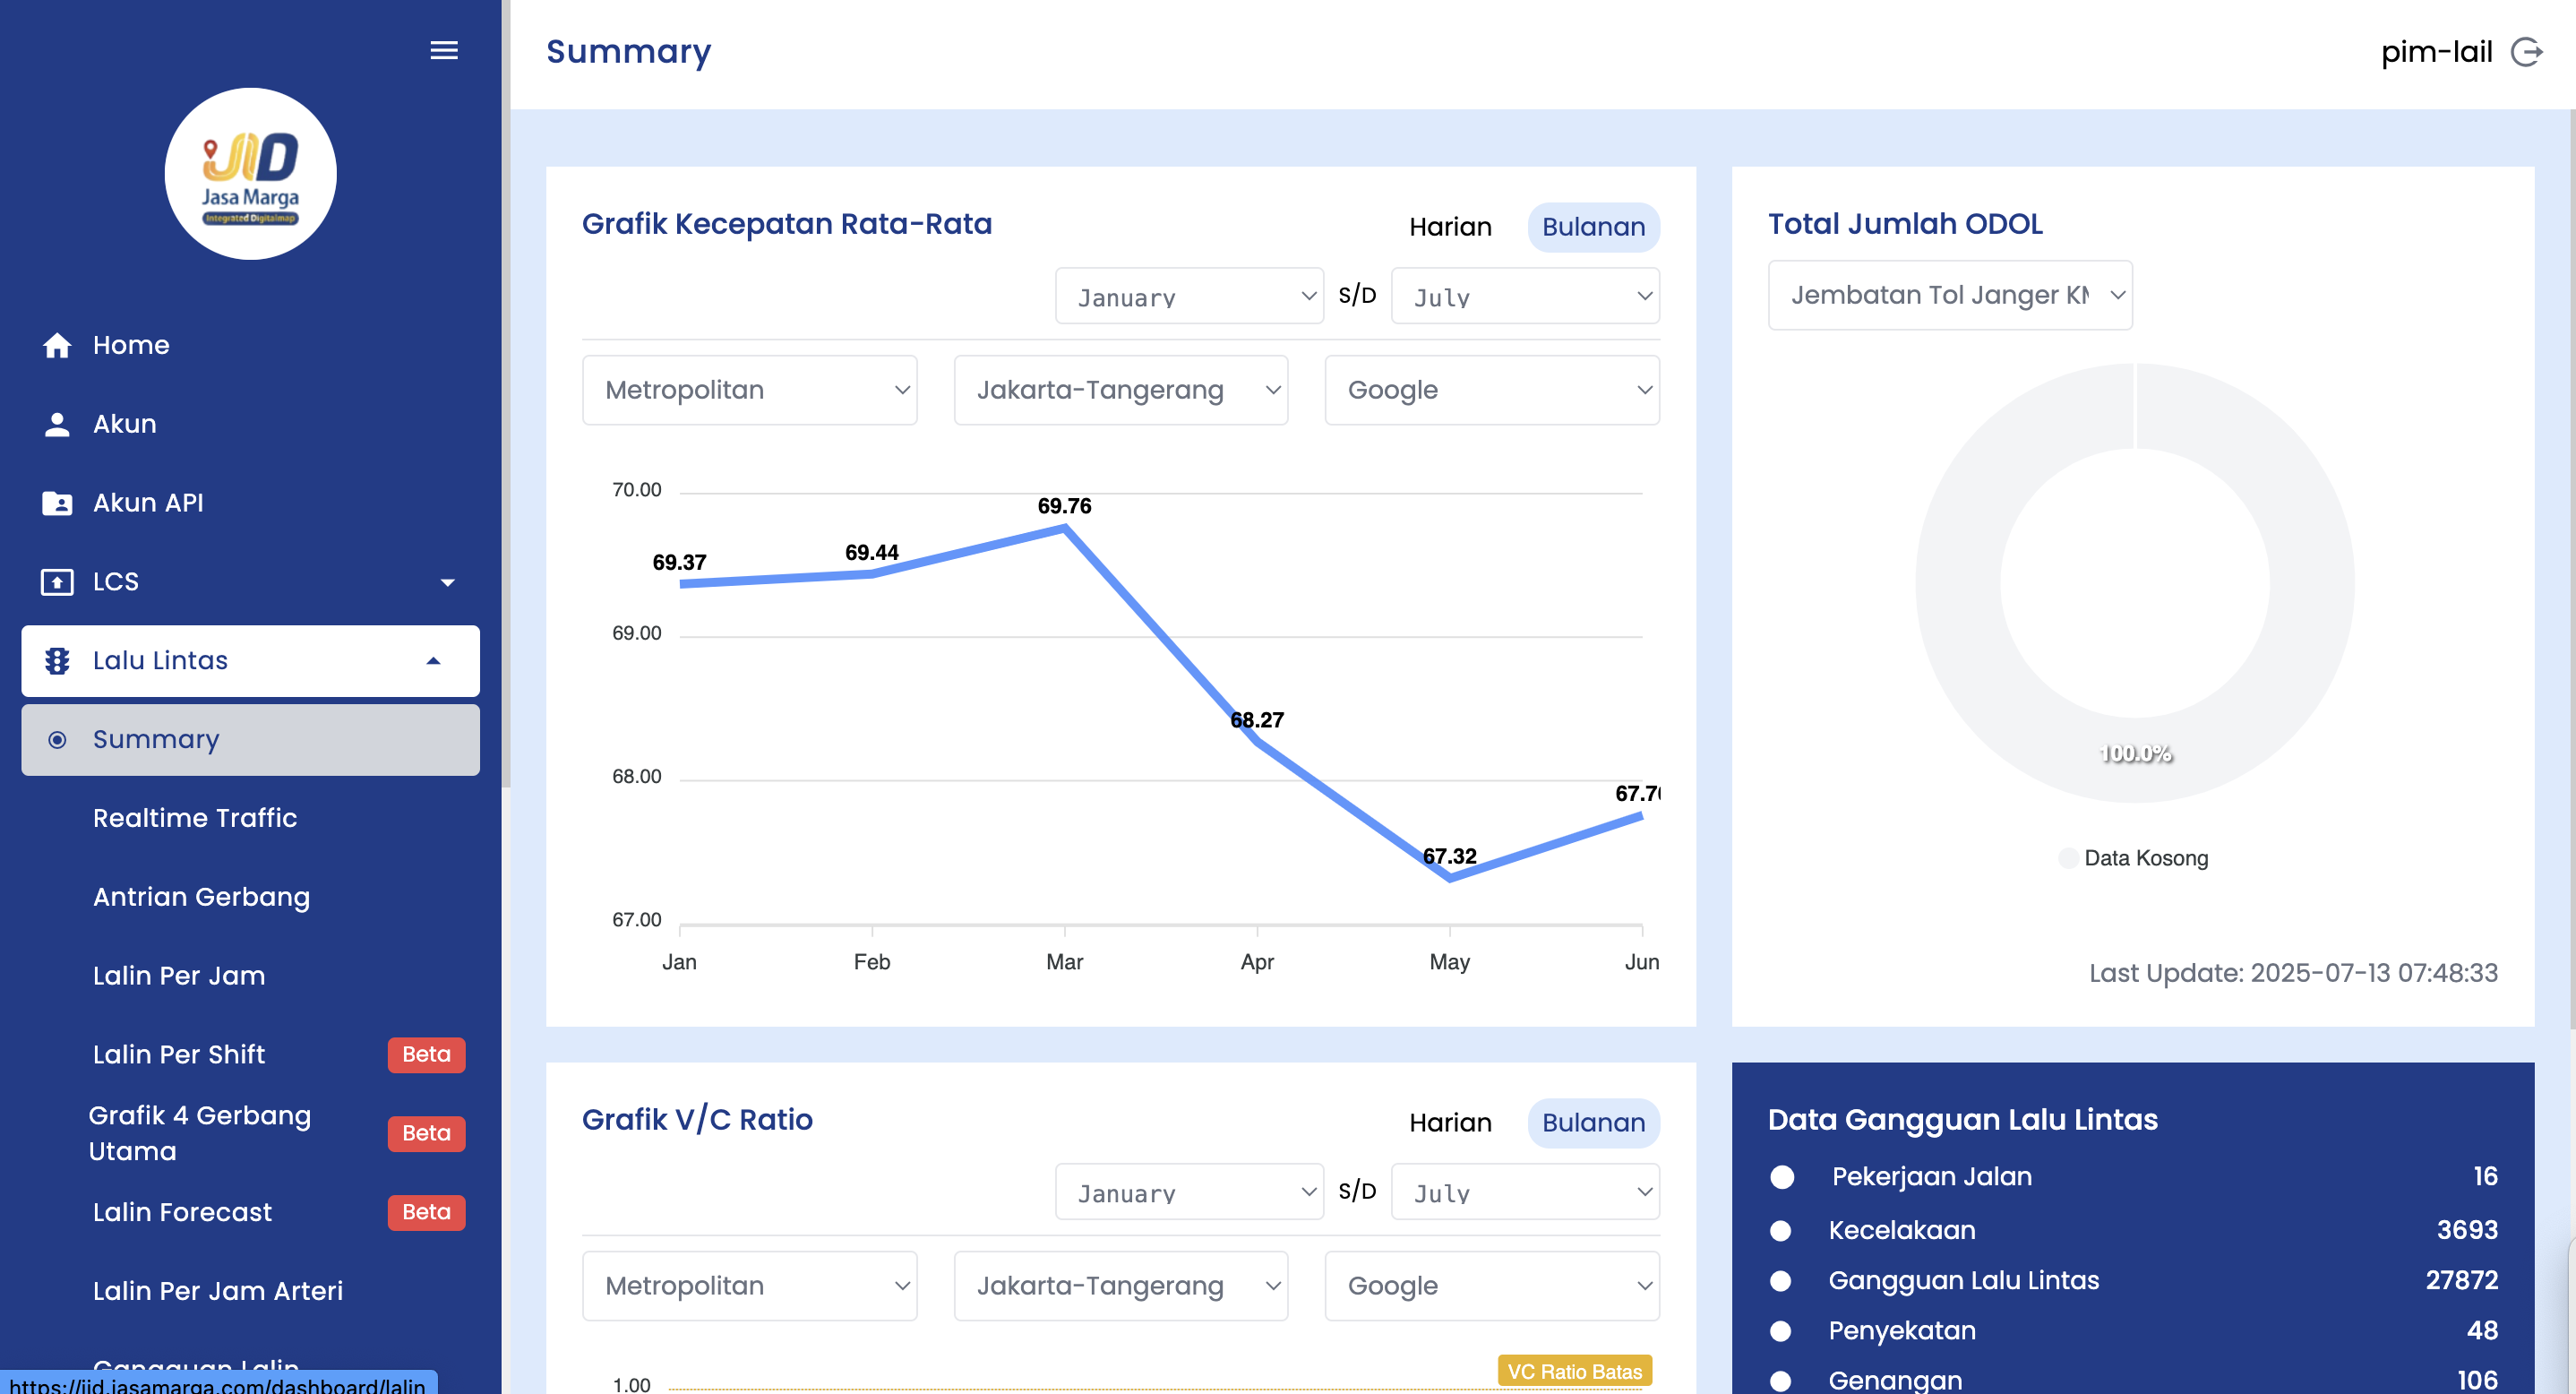 Summary
pim-lail
JID
Jasa Marga
Integrated Digitalmap
Home
Akun
Akun API
LCS
Lalu Lintas
Summary
Realtime Traffic
Antrian Gerbang
Lalin Per Jam
Lalin Per Shift Beta
Grafik 4 Gerbang
Utama
Beta
Lalin Forecast Beta
Lalin Per Jam Arteri
Gangguan Lalin
https://jid.jasamarga.com/dashboard/lalin
Grafik Kecepatan Rata-Rata
Harian Bulanan
January S/D July
Metropolitan Jakarta-Tangerang Google
70.00
69.00
68.00
67.00
69.37
69.44
69.76
68.27
67.32
67.7
Jan Feb Mar Apr May Jun
Total Jumlah ODOL
Jembatan Tol Janger KM
100.0%
Data Kosong
Last Update: 2025-07-13 07:48:33
Grafik V/C Ratio
Harian Bulanan
January S/D July
Metropolitan Jakarta-Tangerang Google
VC Ratio Batas
1.00
Data Gangguan Lalu Lintas
Pekerjaan Jalan 16
Kecelakaan 3693
Gangguan Lalu Lintas 27872
Penyekatan 48
Genangan 106